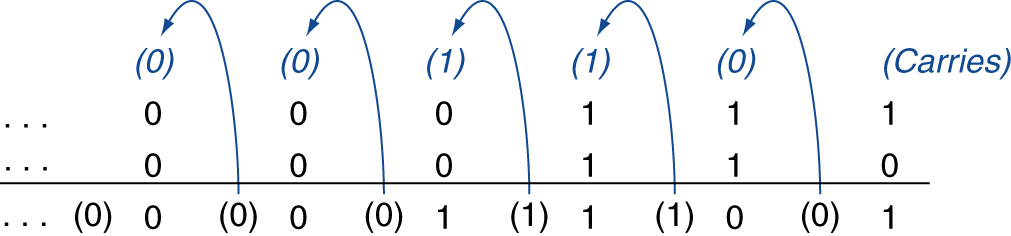 (0) (0) (1) (1) (0) (Carries)
. . . 0 0 0 1 1 1
. . . 0 0 0 1 1 0
. . . (0) 0 (0) 0 (0) 1 (1) 1 (1) 0 (0) 1